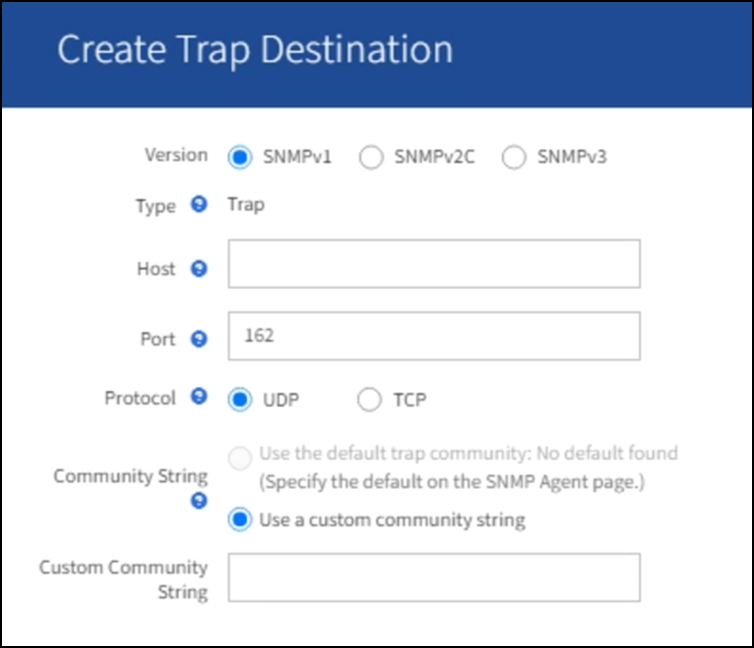 Create Trap Destination
Version SNMPv1 SNMPv2C SNMPv3
Type ? Trap
Host ?
Port ? 162
Protocol ? UDP TCP
Use the default trap community: No default found
Community String (Specify the default on the SNMP Agent page.)
? Use a custom community string
Custom Community
String